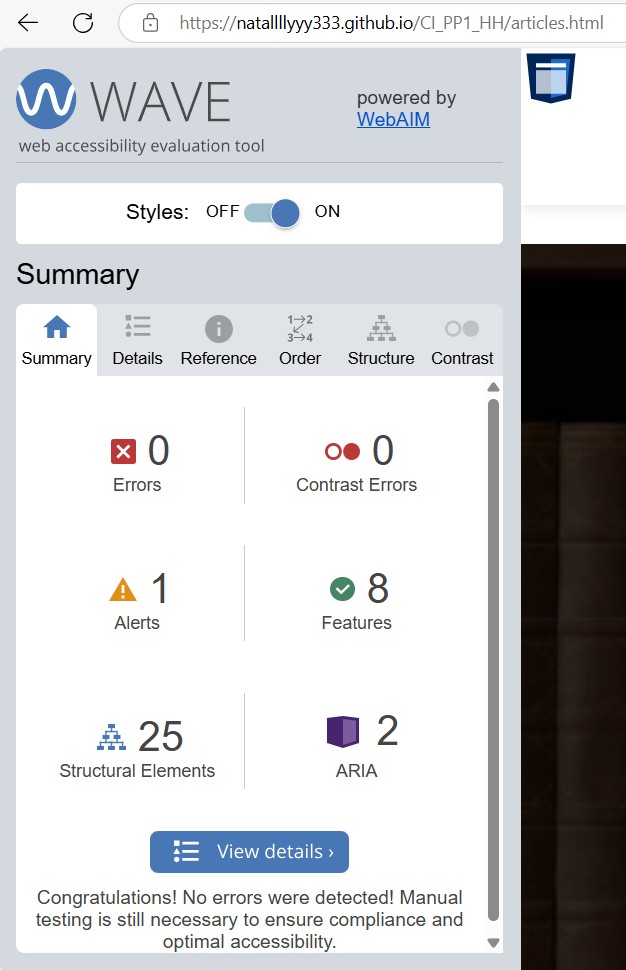 https://natallllyyy333.github.io/CI_PP1_HH/articles.html
WAVE
web accessibility evaluation tool
powered by
WebAIM
Styles: OFF ON
Summary
Summary Details Reference Order Structure Contrast
1 2
3 4
0
Errors
0
Contrast Errors
1
Alerts
8
Features
25
Structural Elements
2
ARIA
View details ›
Congratulations! No errors were detected! Manual
testing is still necessary to ensure compliance and
optimal accessibility.